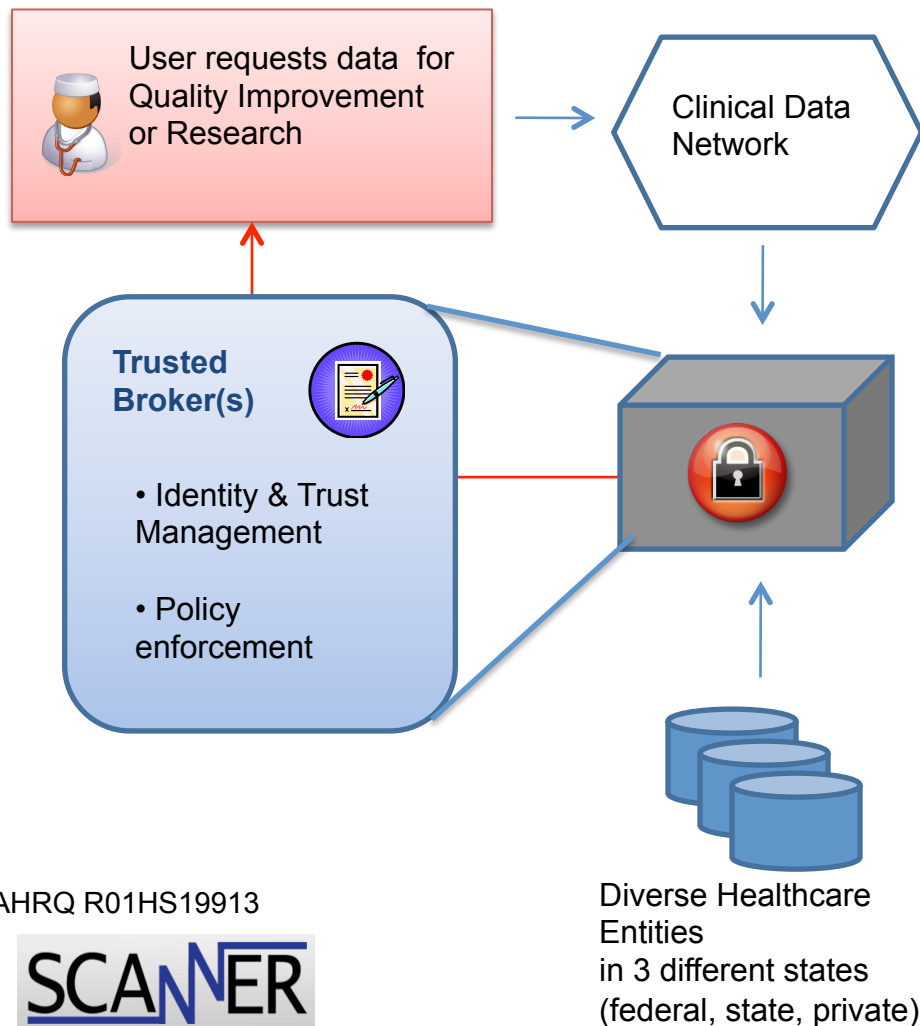 User requests data  for
Quality Improvement
or Research
Clinical Data
Network
Trusted
Broker(s)
• Identity & Trust
Management
• Policy
enforcement
AHRQ R01HS19913
SCANNER
Diverse Healthcare
Entities
in 3 different states
(federal, state, private)